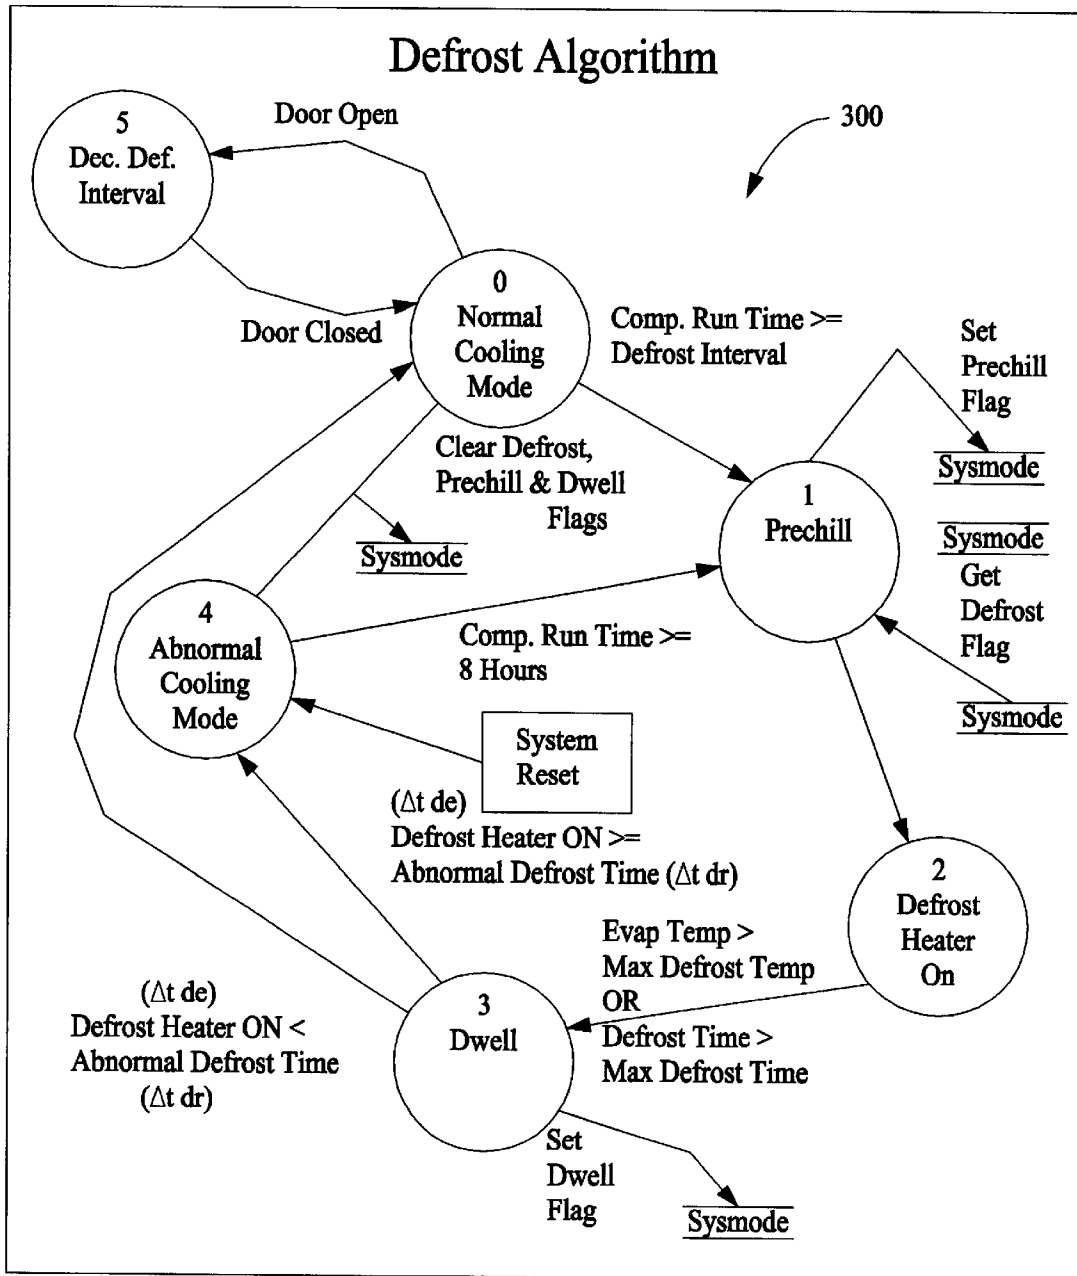 Defrost Algorithm
300
5
Dec. Def.
Interval
Door Open
Door Closed
0
Normal
Cooling
Mode
Comp. Run Time >=
Defrost Interval
Set
Prechill
Flag
Sysmode
Clear Defrost,
Prechill & Dwell
Flags
Sysmode
1
Prechill
Sysmode
Get
Defrost
Flag
Sysmode
4
Abnormal
Cooling
Mode
Comp. Run Time >=
8 Hours
System
Reset
(Δt de)
Defrost Heater ON >=
Abnormal Defrost Time (Δt dr)
2
Defrost
Heater
On
Evap Temp >
Max Defrost Temp
OR
Defrost Time >
Max Defrost Time
3
Dwell
(Δt de)
Defrost Heater ON <
Abnormal Defrost Time
(Δt dr)
Set
Dwell
Flag
Sysmode